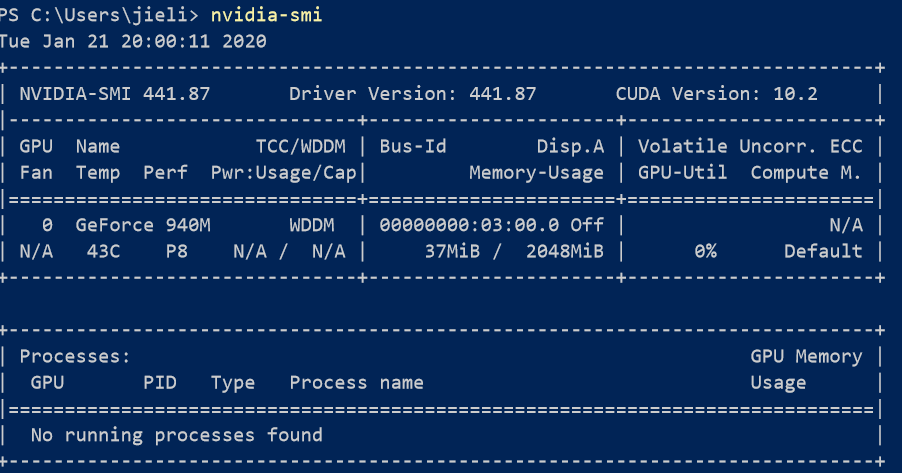 PS C:\Users\jieli> nvidia-smi
Tue Jan 21 20:00:11 2020
+-----------------------------------------------------------------------------+
| NVIDIA-SMI 441.87       Driver Version: 441.87       CUDA Version: 10.2     |
|-------------------------------+----------------------+----------------------+
| GPU  Name            TCC/WDDM | Bus-Id        Disp.A | Volatile Uncorr. ECC |
| Fan  Temp  Perf  Pwr:Usage/Cap|         Memory-Usage | GPU-Util  Compute M. |
|===============================+======================+======================|
|   0  GeForce 940M       WDDM  | 00000000:03:00.0 Off |                  N/A |
| N/A   43C    P8    N/A /  N/A |     37MiB /  2048MiB |      0%      Default |
+-------------------------------+----------------------+----------------------+

+-----------------------------------------------------------------------------+
| Processes:                                                       GPU Memory |
|  GPU       PID   Type   Process name                             Usage      |
|=============================================================================|
|  No running processes found                                                 |
+-----------------------------------------------------------------------------+